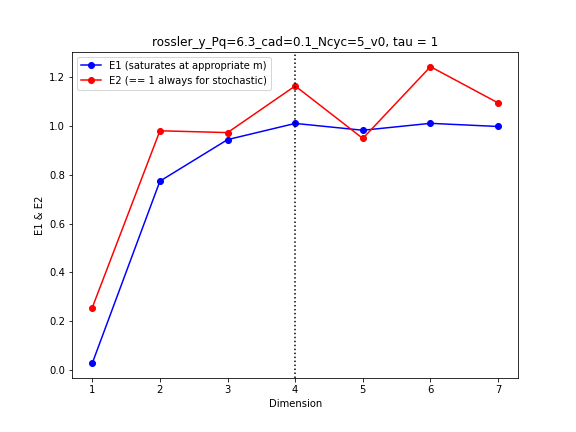 rossler_y_Pq=6.3_cad=0.1_Ncyc=5_v0, tau = 1
E1 (saturates at appropriate m)
E2 (== 1 always for stochastic)
E1 & E2
1.2
1.0
0.8
0.6
0.4
0.2
0.0
1 2 3 4 5 6 7
Dimension